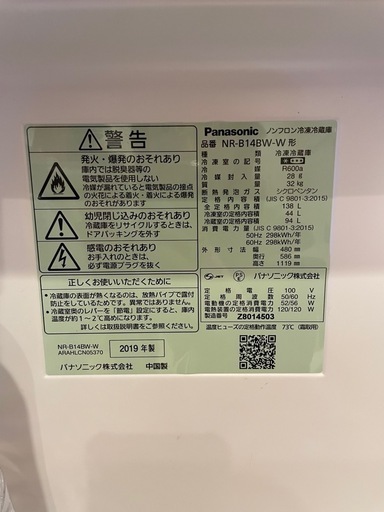 警告
発火・爆発のおそれあり
庫内では脱臭器等の
電気製品を使用しない
冷媒が漏れていると電気製品の接点
の火花で着火・着火による爆発
のおそれあり
幼児閉じ込みのおそれあり
冷蔵庫をリサイクルするときは、
ドアパッキングを外す
感電のおそれあり
お手入れのときは、
必ず電源プラグを抜く
正しくお使いいただくために
・冷蔵庫の表面が熱くなるのは、放熱パイプで露付
防止をしているためで、異常ではありません。
・冷蔵室奥のレバーを「節電」設定にすると、庫内
温度が約1~2℃高めになります。
詳しくは取扱説明書をご覧ください。
NR-B14BW-W
ARAHLCN05370
2019 年製
パナソニック株式会社 中国製
Panasonic ノンフロン冷凍冷蔵庫
品番 NR-B14BW-W 形
種類 冷凍冷蔵庫
冷凍室の記号
冷媒 R600a
冷媒封入量 28 g
質量 32 kg
断熱発泡ガス シクロペンタン
定格内容積 (JIS C 9801-3:2015)
全定格内容積 138 L
冷凍室の定格内容積 44 L
冷蔵室の定格内容積 94 L
消費電力量 (JIS C 9801-3:2015)
50Hz 298kWh/年
60Hz 298kWh/年
外形寸法 幅 480 mm
奥行 586 mm
高さ 1119 mm
JET パナソニック株式会社
定格電圧 100 V
定格周波数 50/60 Hz
電動機の定格消費電力 52/56 W
電熱装置の定格消費電力 120/120 W
製造番号 Z8014503
温度ヒューズの定格動作温度 73℃ (霜取用)